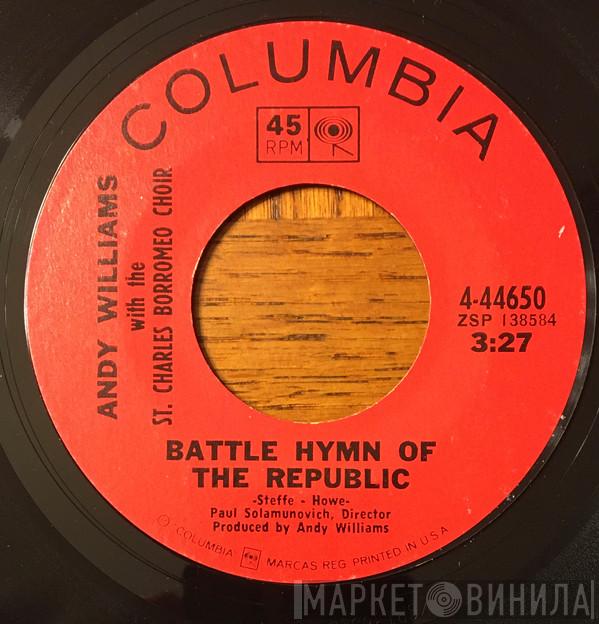 COLUMBIA
45
RPM
ANDY WILLIAMS
with the
ST. CHARLES BORROMEO CHOIR
4-44650
ZSP 138584
3:27
BATTLE HYMN OF
THE REPUBLIC
-Steffe - Howe-
Paul Solamunovich, Director
Produced by Andy Williams
© "COLUMBIA" MARCAS REG. PRINTED IN U.S.A.
МАРКЕТ ВИНИЛА